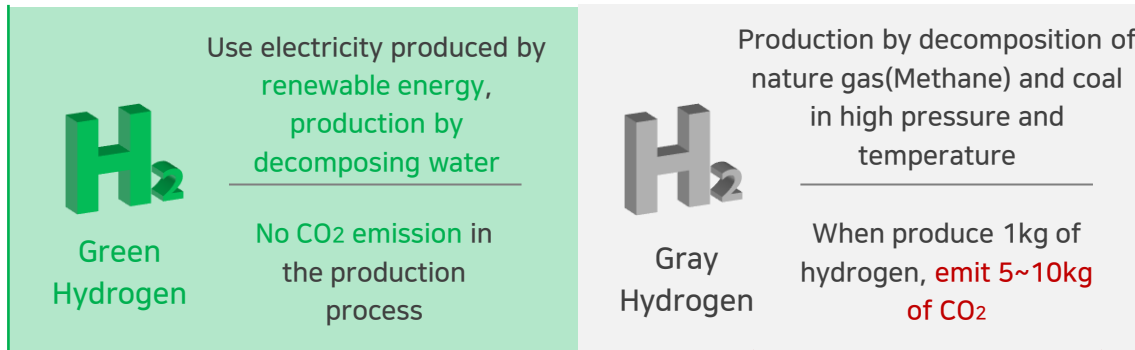 H2
Green
Hydrogen
Use electricity produced by
renewable energy,
production by
decomposing water
No CO2 emission in
the production
process
H2
Gray
Hydrogen
Production by decomposition of
nature gas(Methane) and coal
in high pressure and
temperature
When produce 1kg of
hydrogen, emit 5~10kg
of CO2